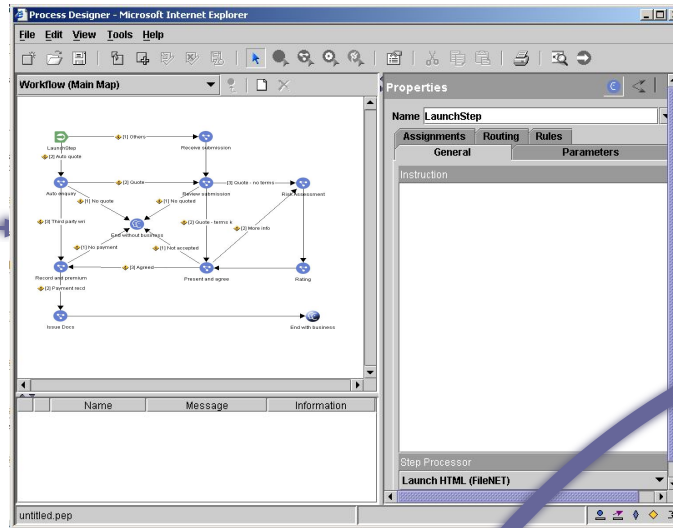 Process Designer - Microsoft Internet Explorer
File Edit View Tools Help
Workflow (Main Map)
Properties
Name LaunchStep
Assignments Routing Rules
General Parameters
Instruction
[1] Others
LaunchStep
Receive submission
[2] Auto quote
[2] Quote
[3] Quote - no terms
Auto enquiry
Review submission
Risk Assessment
[1] No quote
[1] No quoted
[3] Third party wri
[2] Quote - terms k
[2] More info
End without business
[1] No payment
[1] Not accepted
[3] Agreed
Record and premium
Present and agree
Rating
[2] Payment recd
Issue Docs
End with business
Name Message Information
Step Processor
Launch HTML (FileNET)
untitled.pep